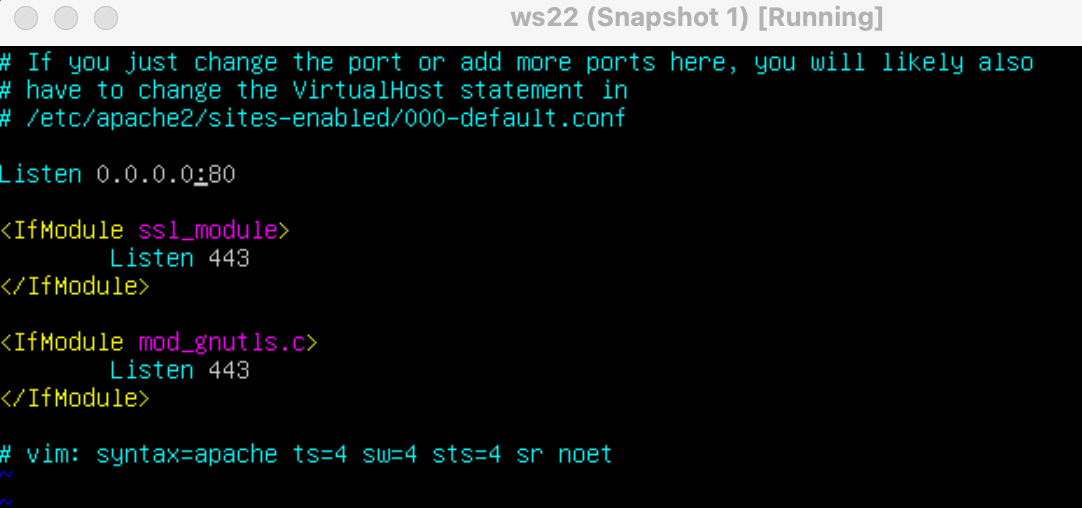 ws22 (Snapshot 1) [Running]
# If you just change the port or add more ports here, you will likely also
# have to change the VirtualHost statement in
# /etc/apache2/sites-enabled/000-default.conf
Listen 0.0.0.0:80
<IfModule ssl_module>
Listen 443
</IfModule>
<IfModule mod_gnutls.c>
Listen 443
</IfModule>
# vim: syntax=apache ts=4 sw=4 sts=4 sr noet
~
~